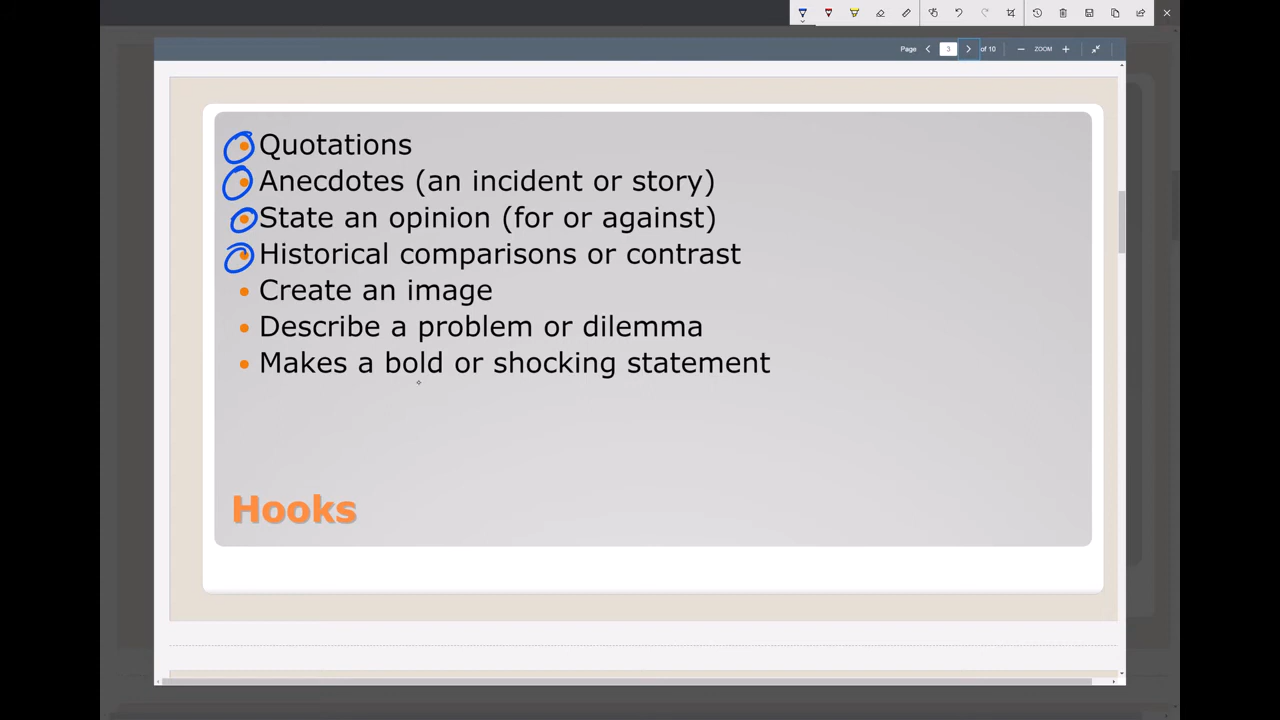 Page 3 of 10 ZOOM
Quotations
Anecdotes (an incident or story)
State an opinion (for or against)
Historical comparisons or contrast
Create an image
Describe a problem or dilemma
Makes a bold or shocking statement
Hooks